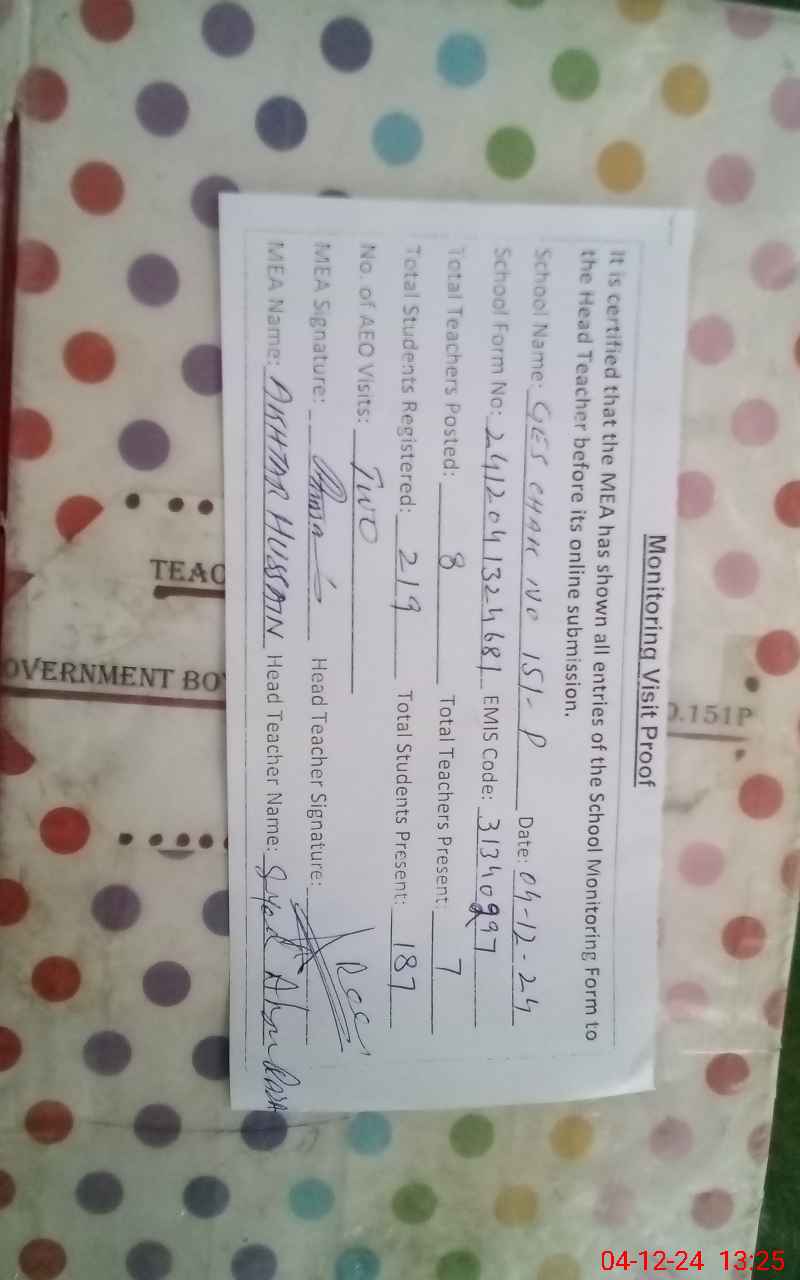 Monitoring Visit Proof
It is certified that the MEA has shown all entries of the School Monitoring Form to
the Head Teacher before its online submission.
School Name: GES CHAK NO 151-P Date: 04-12-24
School Form No: 241204132468/ EMIS Code: 31340997
Total Teachers Posted: 8 Total Teachers Present: 7
Total Students Registered: 219 Total Students Present: 187
No. of AEO Visits: TWO
MEA Signature: Head Teacher Signature:
MEA Name: AKHTAR HUSSAIN Head Teacher Name: Syed
TEAC
OVERNMENT BO
O.151P
04-12-24 13:25